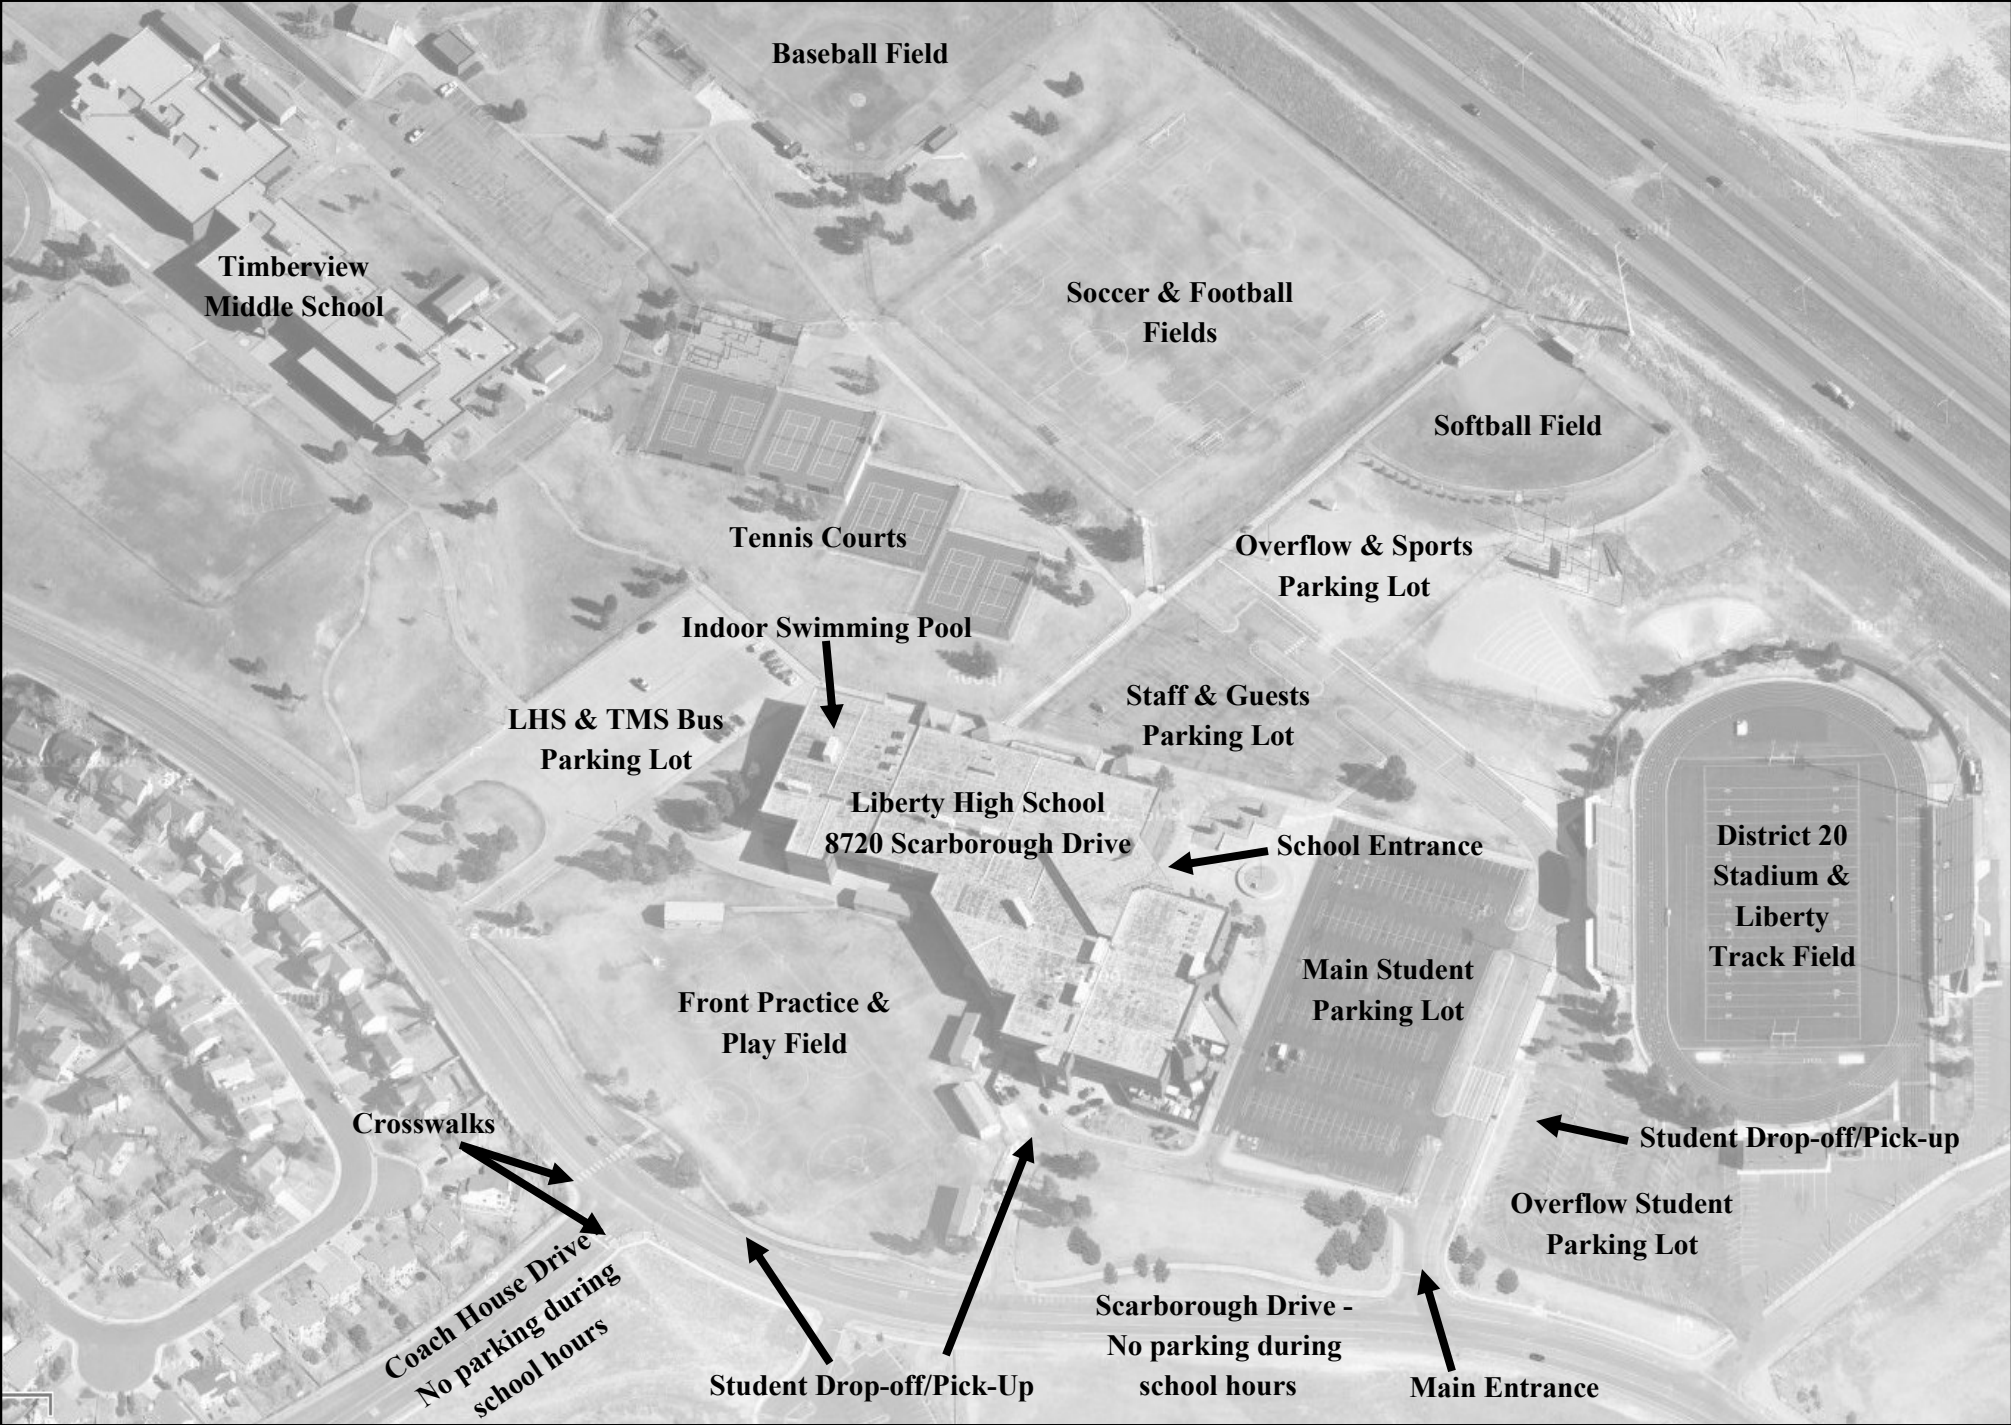 Baseball Field
Timberview
Middle School
Soccer & Football
Fields
Softball Field
Tennis Courts
Overflow & Sports
Parking Lot
Indoor Swimming Pool
LHS & TMS Bus
Parking Lot
Staff & Guests
Parking Lot
Liberty High School
8720 Scarborough Drive
School Entrance
District 20
Stadium &
Liberty
Track Field
Main Student
Parking Lot
Front Practice &
Play Field
Crosswalks
Student Drop-off/Pick-up
Overflow Student
Parking Lot
Coach House Drive
No parking during
school hours
Student Drop-off/Pick-Up
Scarborough Drive -
No parking during
school hours
Main Entrance